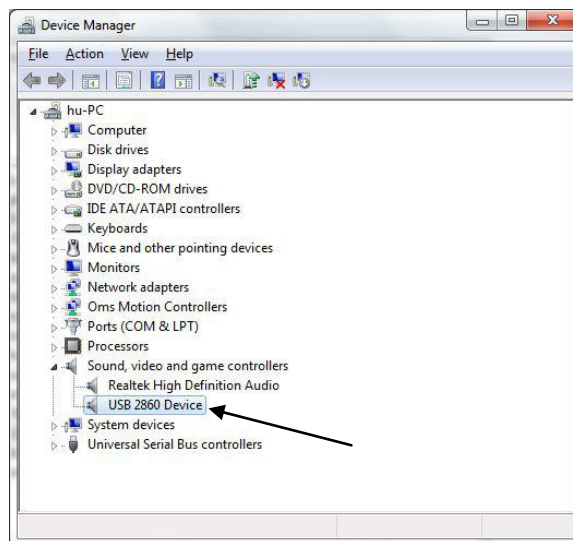 Device Manager
File Action View Help
hu-PC
Computer
Disk drives
Display adapters
DVD/CD-ROM drives
IDE ATA/ATAPI controllers
Keyboards
Mice and other pointing devices
Monitors
Network adapters
Oms Motion Controllers
Ports (COM & LPT)
Processors
Sound, video and game controllers
Realtek High Definition Audio
USB 2860 Device
System devices
Universal Serial Bus controllers